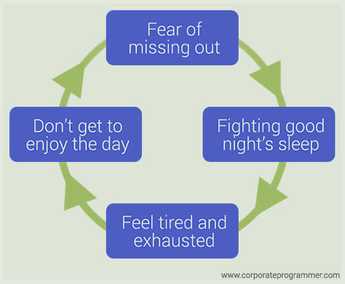 Fear of
missing out
Fighting good
night's sleep
Feel tired and
exhausted
Don't get to
enjoy the day
www.corporateprogrammer.com